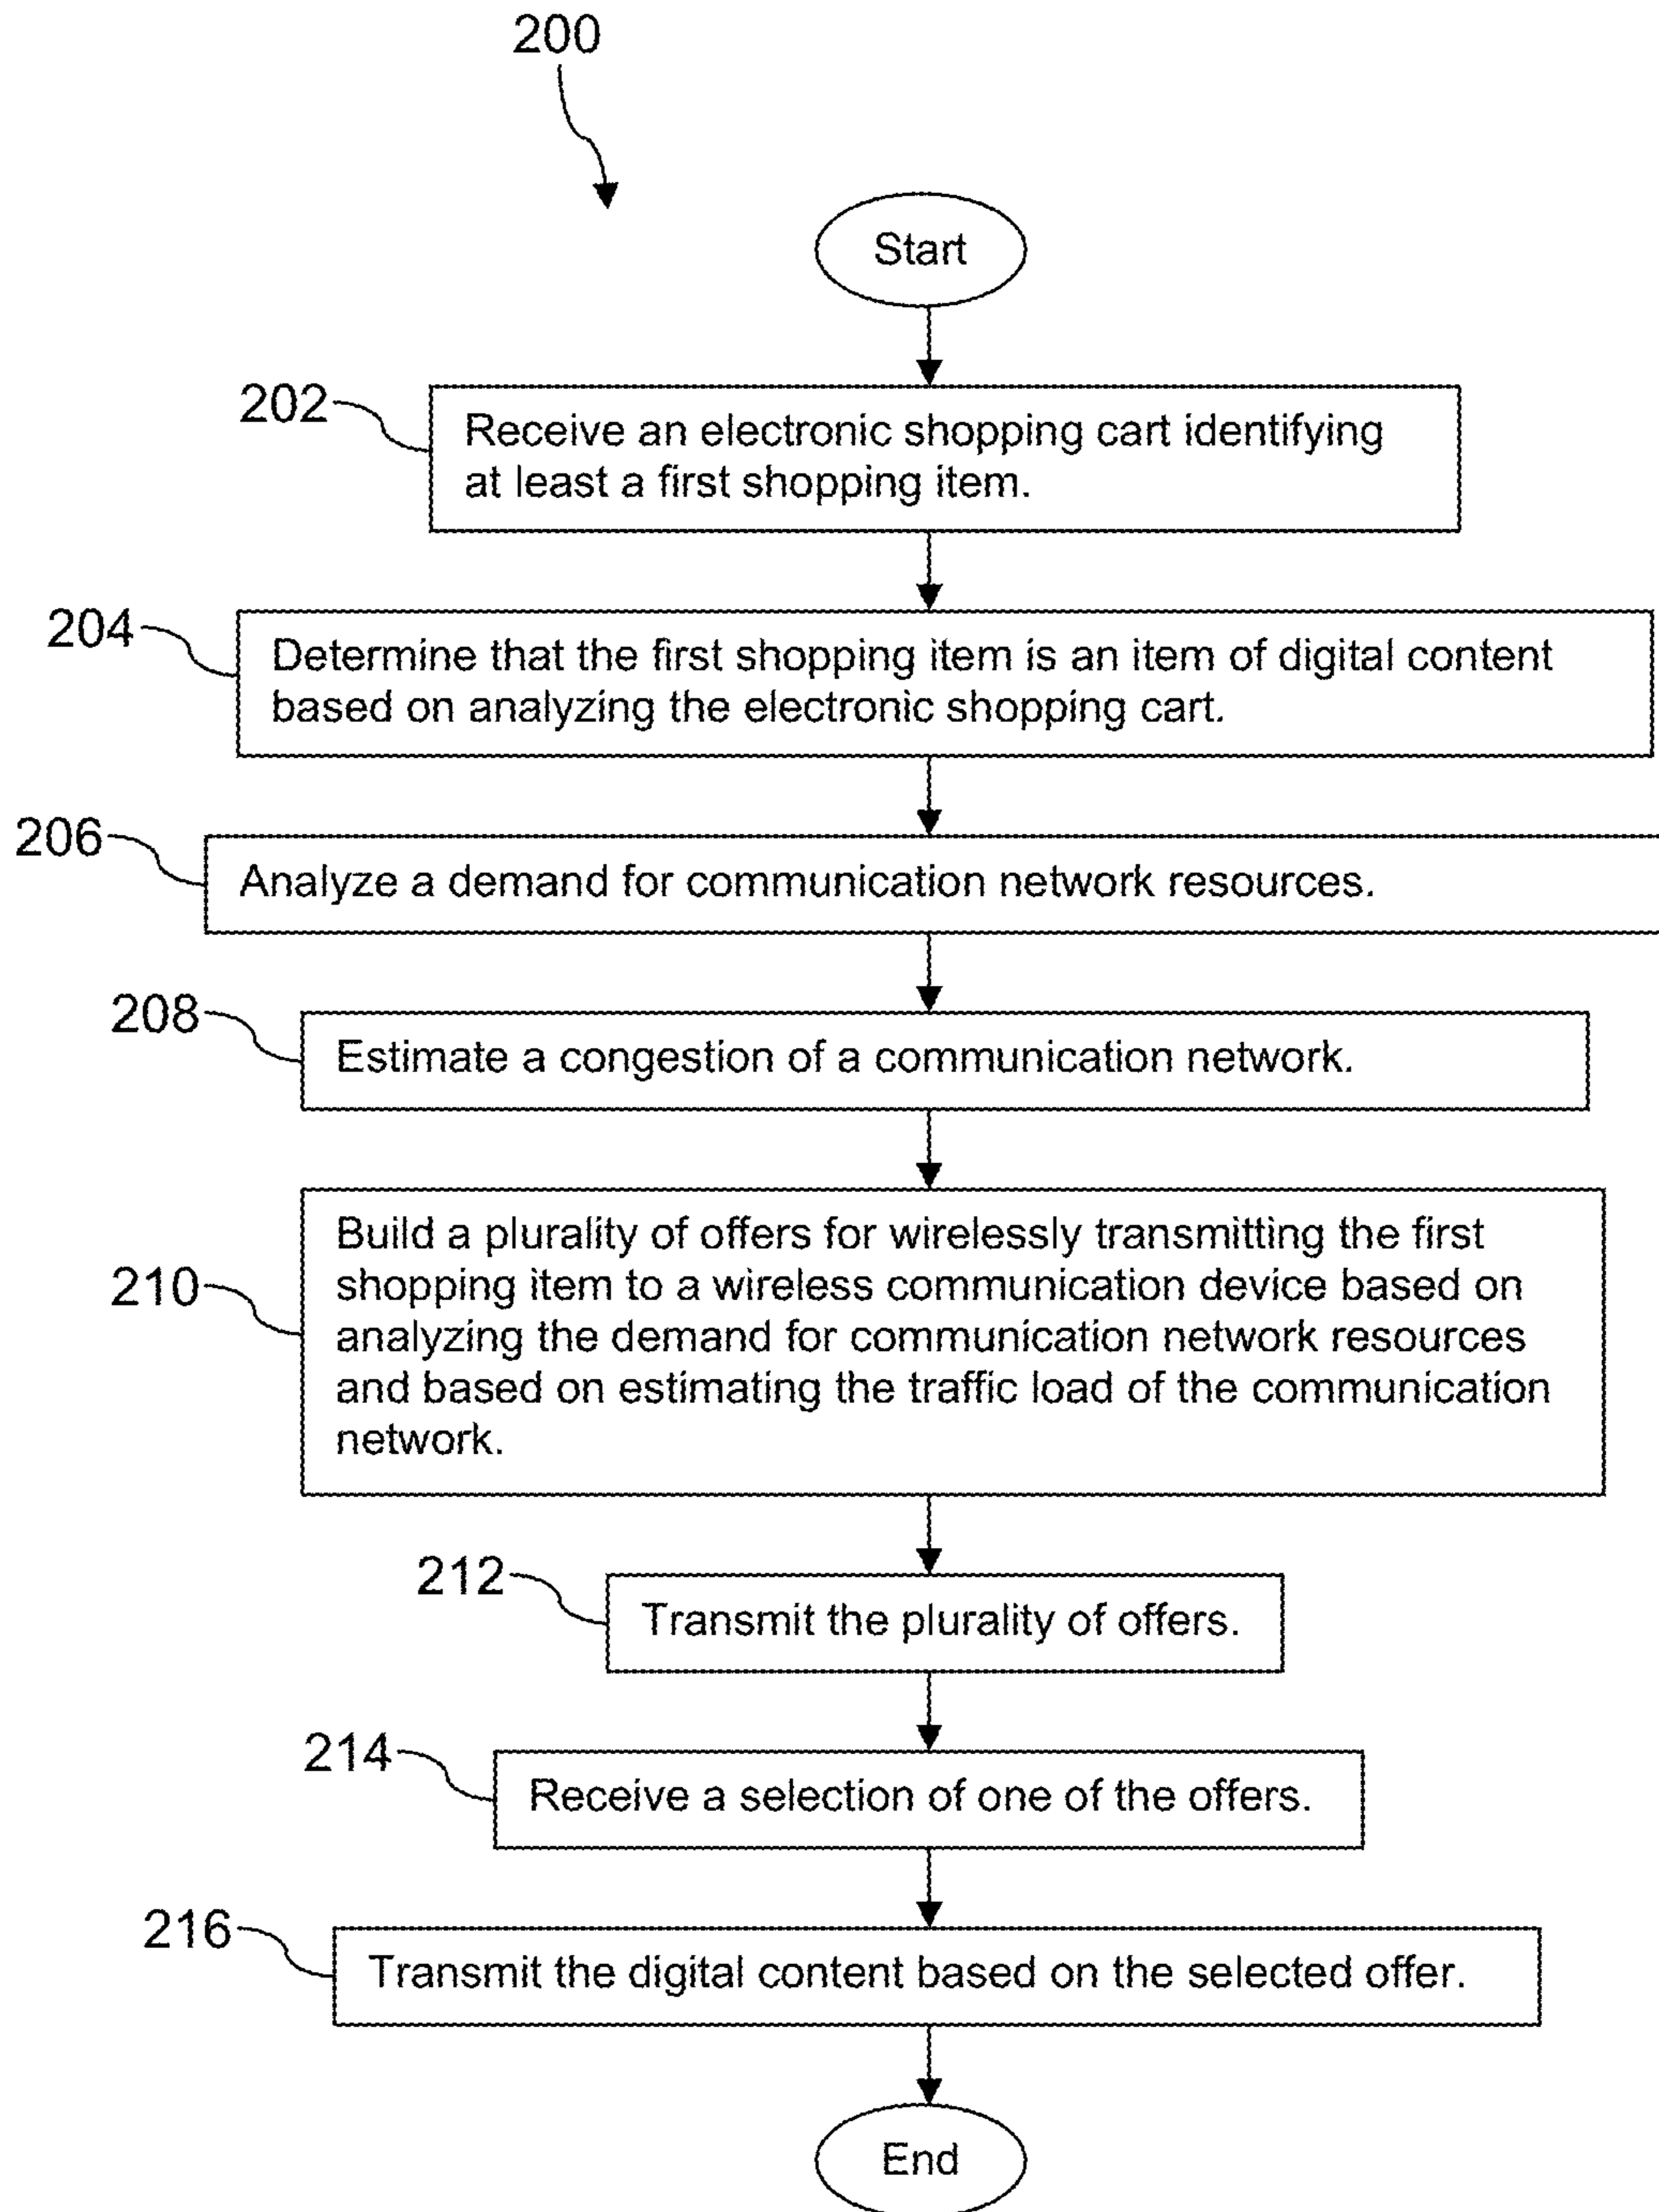 200
Start
202
Receive an electronic shopping cart identifying
at least a first shopping item.
204
Determine that the first shopping item is an item of digital content
based on analyzing the electronic shopping cart.
206
Analyze a demand for communication network resources.
208
Estimate a congestion of a communication network.
210
Build a plurality of offers for wirelessly transmitting the first
shopping item to a wireless communication device based on
analyzing the demand for communication network resources
and based on estimating the traffic load of the communication
network.
212
Transmit the plurality of offers.
214
Receive a selection of one of the offers.
216
Transmit the digital content based on the selected offer.
End